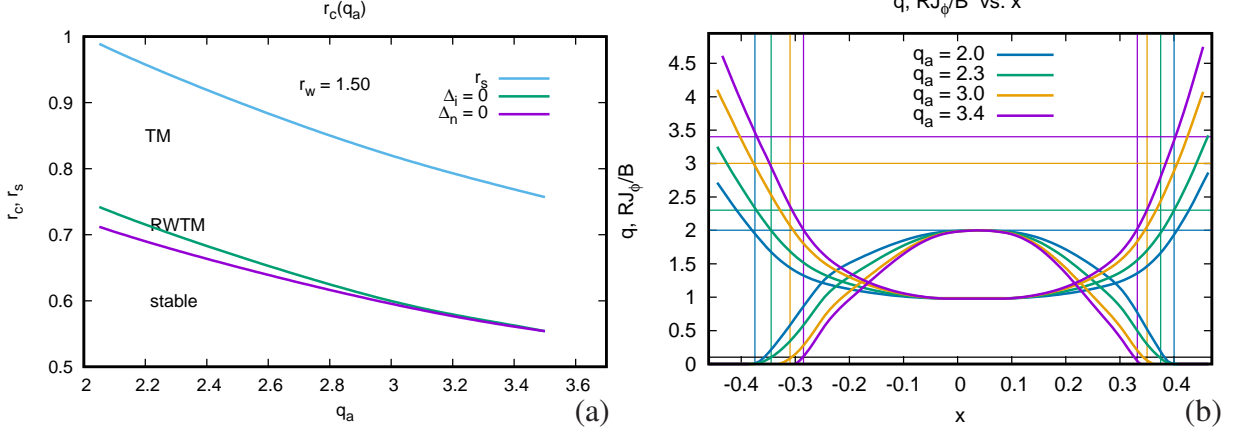 r_c(q_a)
1
0.9
0.8
0.7
0.6
0.5
r_c, r_s
r_w = 1.50
r_s
Δ_i = 0
Δ_n = 0
TM
RWTM
stable
2
2.2
2.4
2.6
2.8
3
3.2
3.4
3.6
q_a
(a)
q, RJ_ϕ/B vs. x
4.5
4
3.5
3
2.5
2
1.5
1
0.5
0
q, RJ_ϕ/B
q_a = 2.0
q_a = 2.3
q_a = 3.0
q_a = 3.4
-0.4
-0.3
-0.2
-0.1
0
0.1
0.2
0.3
0.4
x
(b)